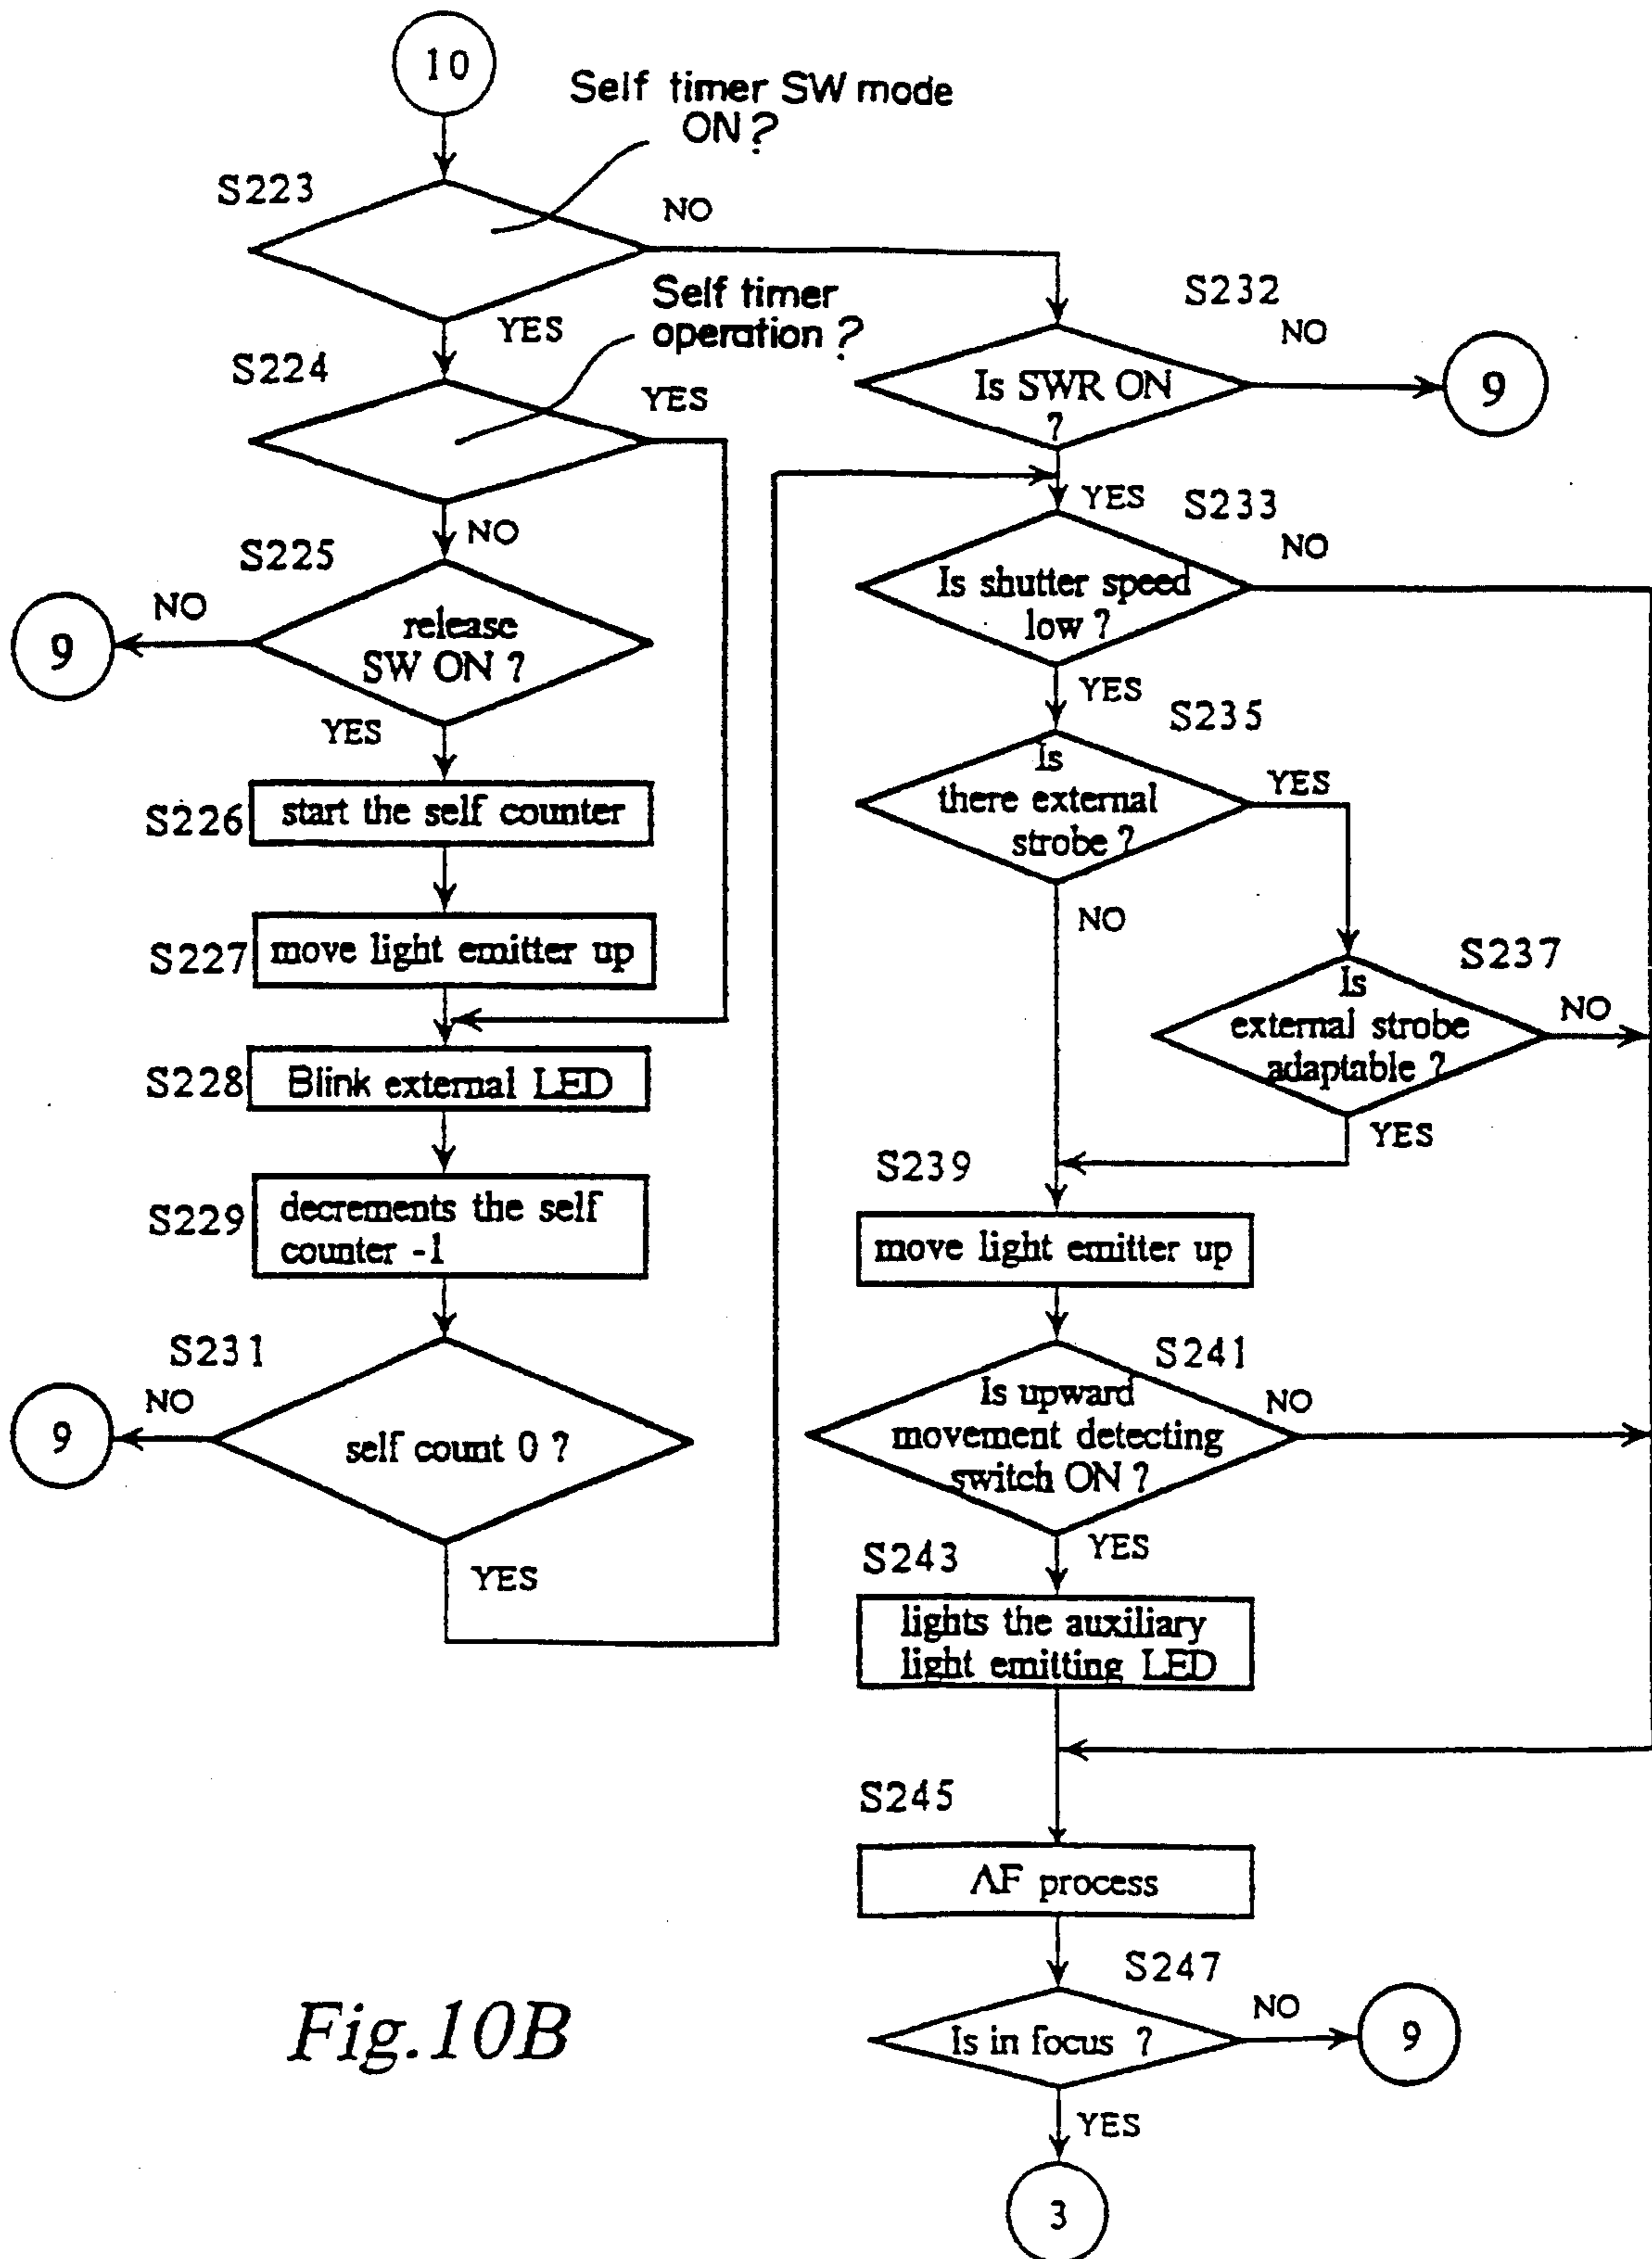 10
Self timer SW mode
ON?
S223
NO
YES
Self timer
operation?
S224
YES
NO
S225
release
SW ON ?
NO
9
YES
S226
start the self counter
S227
move light emitter up
S228
Blink external LED
S229
decrements the self
counter -1
S231
self count 0 ?
NO
9
YES
S232
Is SWR ON
?
NO
9
YES
S233
Is shutter speed
low ?
NO
YES
S235
Is
there external
strobe ?
YES
NO
S237
Is
external strobe
adaptable ?
NO
YES
S239
move light emitter up
S241
Is upward
movement detecting
switch ON ?
NO
YES
S243
lights the auxiliary
light emitting LED
S245
AF process
S247
Is in focus ?
NO
9
YES
3
Fig.10B